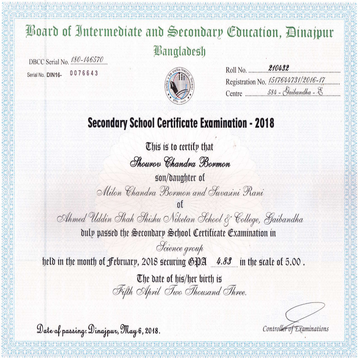 Board of Intermediate and Secondary Education, Dinajpur
Bangladesh
DBCC Serial No. 180-146570
Serial No. DIN16- 0076643
Roll No. 210432
Registration No. 1517644731/2016-17
Centre 534 - Gaibandha - E
Secondary School Certificate Examination - 2018
This is to certify that
Shourov Chandra Bormon
son/daughter of
Milon Chandra Bormon and Suvasini Rani
of
Ahmed Uddin Shah Shishu Niketon School & College, Gaibandha
duly passed the Secondary School Certificate Examination in
Science group
held in the month of February, 2018 securing GPA 4.83 in the scale of 5.00 .
The date of his/her birth is
Fifth April Two Thousand Three.
Date of passing: Dinajpur, May 6, 2018.
Controller of Examinations